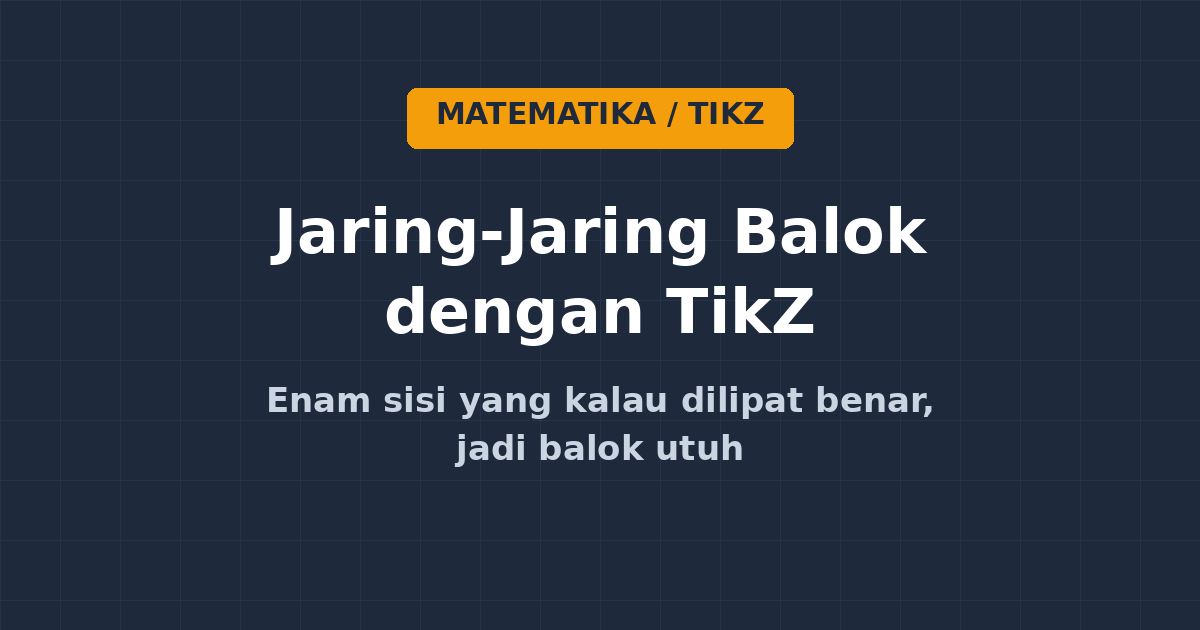 MATEMATIKA / TIKZ
Jaring-Jaring Balok
dengan TikZ
Enam sisi yang kalau dilipat benar,
jadi balok utuh